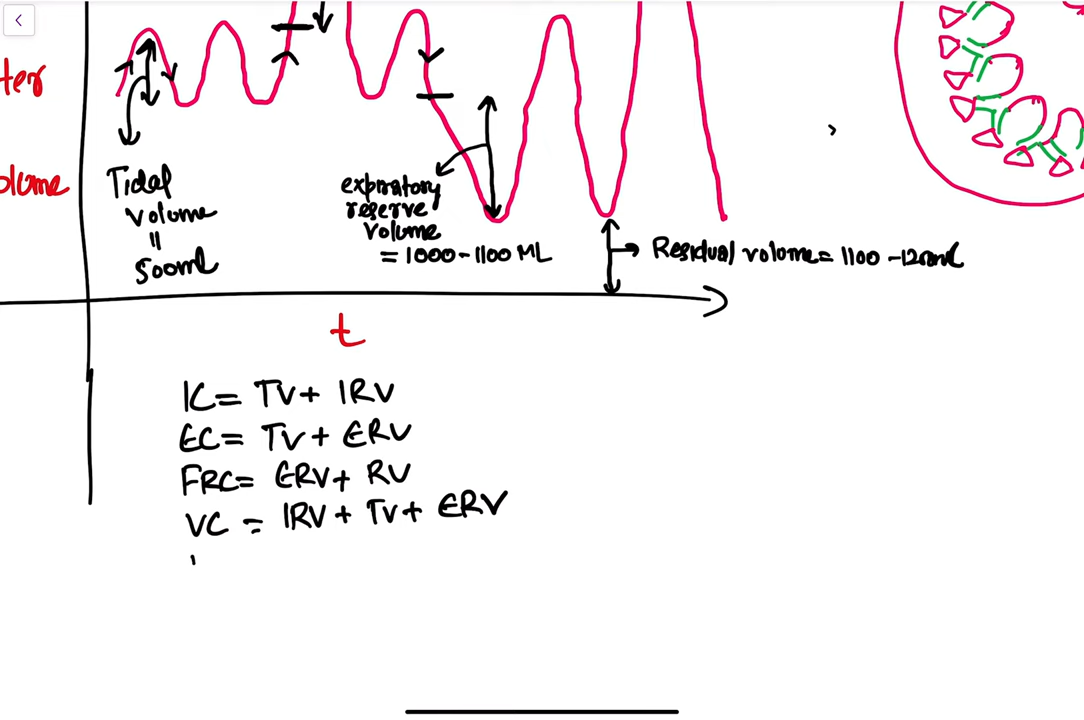 ter
olume
Tidal
volume
=
500ml
expiratory
reserve
volume
= 1000-1100 ML
Residual volume = 1100-1200ml
t
IC = TV + IRV
EC = TV + ERV
FRC = ERV + RV
VC = IRV + TV + ERV